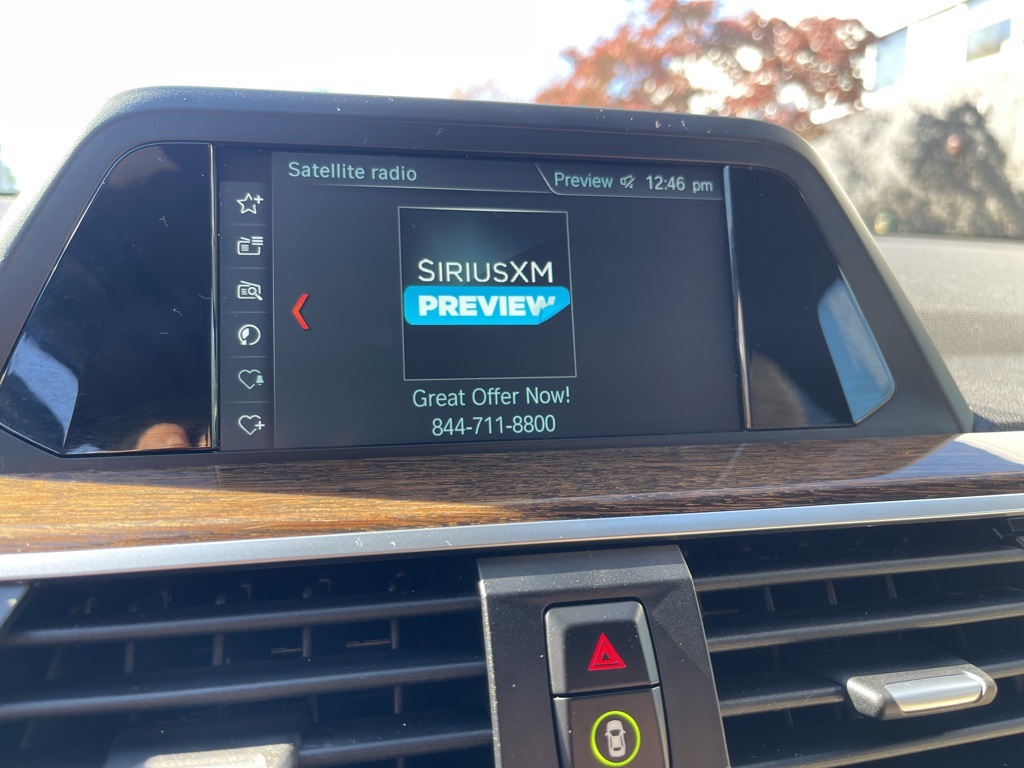 Satellite radio
Preview 12:46 pm
SIRIUSXM
PREVIEW
Great Offer Now!
844-711-8800